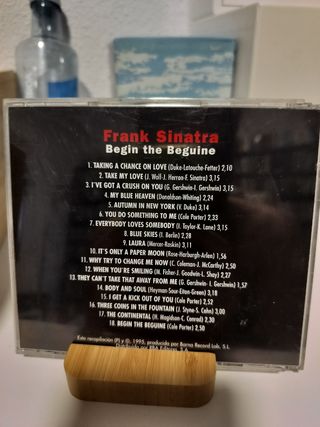 Frank Sinatra
Begin the Beguine
1. TAKING A CHANCE ON LOVE (Duke-Latouche-Fetter) 2,10
2. TAKE MY LOVE (J. Wolf-J. Herron-F. Sinatra) 3,15
3. I'VE GOT A CRUSH ON YOU (G. Gershwin-I. Gershwin) 3,15
4. MY BLUE HEAVEN (Donaldson-Whiting) 2,24
5. AUTUMN IN NEW YORK (V. Duke) 3,14
6. YOU DO SOMETHING TO ME (Cole Porter) 2,33
7. EVERYBODY LOVES SOMEBODY (I. Taylor-K. Lane) 3,15
8. BLUE SKIES (I. Berlin) 2,28
9. LAURA (Mercer-Raskin) 3,11
10. IT'S ONLY A PAPER MOON (Rose-Harburgh-Arlen) 1,56
11. WHY TRY TO CHANGE ME NOW (C. Coleman-J. McCarthy) 2,50
12. WHEN YOU'RE SMILING (M. Fisher-J. Goodwin-L. Shay) 2,27
13. THEY CAN'T TAKE THAT AWAY FROM ME (G. Gershwin-I. Gershwin) 1,57
14. BODY AND SOUL (Heyman-Sour-Eiton-Green) 3,18
15. I GET A KICK OUT OF YOU (Cole Porter) 2,52
16. THREE COINS IN THE FOUNTAIN (J. Styne-S. Cahn) 3,00
17. THE CONTINENTAL (H. Magidson-C. Conrad) 2,30
18. BEGIN THE BEGUINE (Cole Porter) 2,50
Esta recopilación (P) y ©, 1995, producida por Barna Record Lab, S.L.
Distribuido por RBA Editores, S.A.